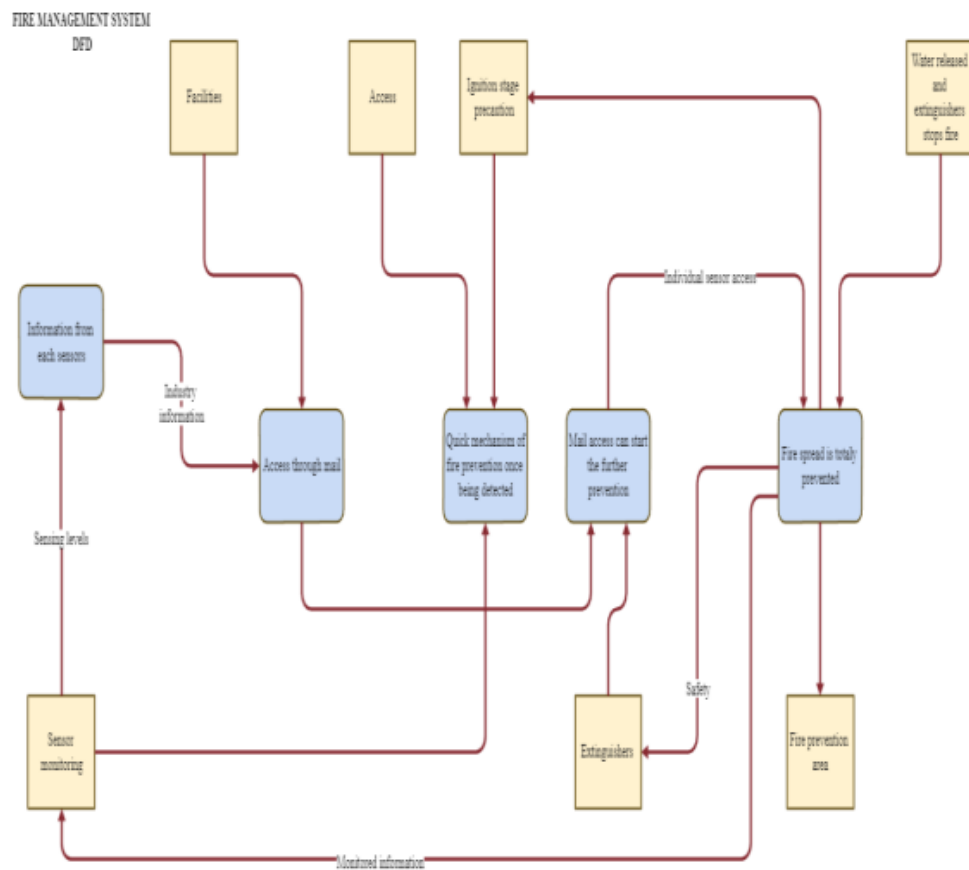 FIRE MANAGEMENT SYSTEM
DFD
Facilities
Access
Ignition stage
precaution
Water released
and
extinguishers
stops fire
Individual sensor access
Information from
each sensors
Industry
information
Access through mail
Quick mechanism of
fire prevention once
being detected
Mail access can start
the further
prevention
Fire spread is totaly
prevented
Sensing levels
Safety
Sensor
monitoring
Extinguishers
Fire prevention
area
Monitored information